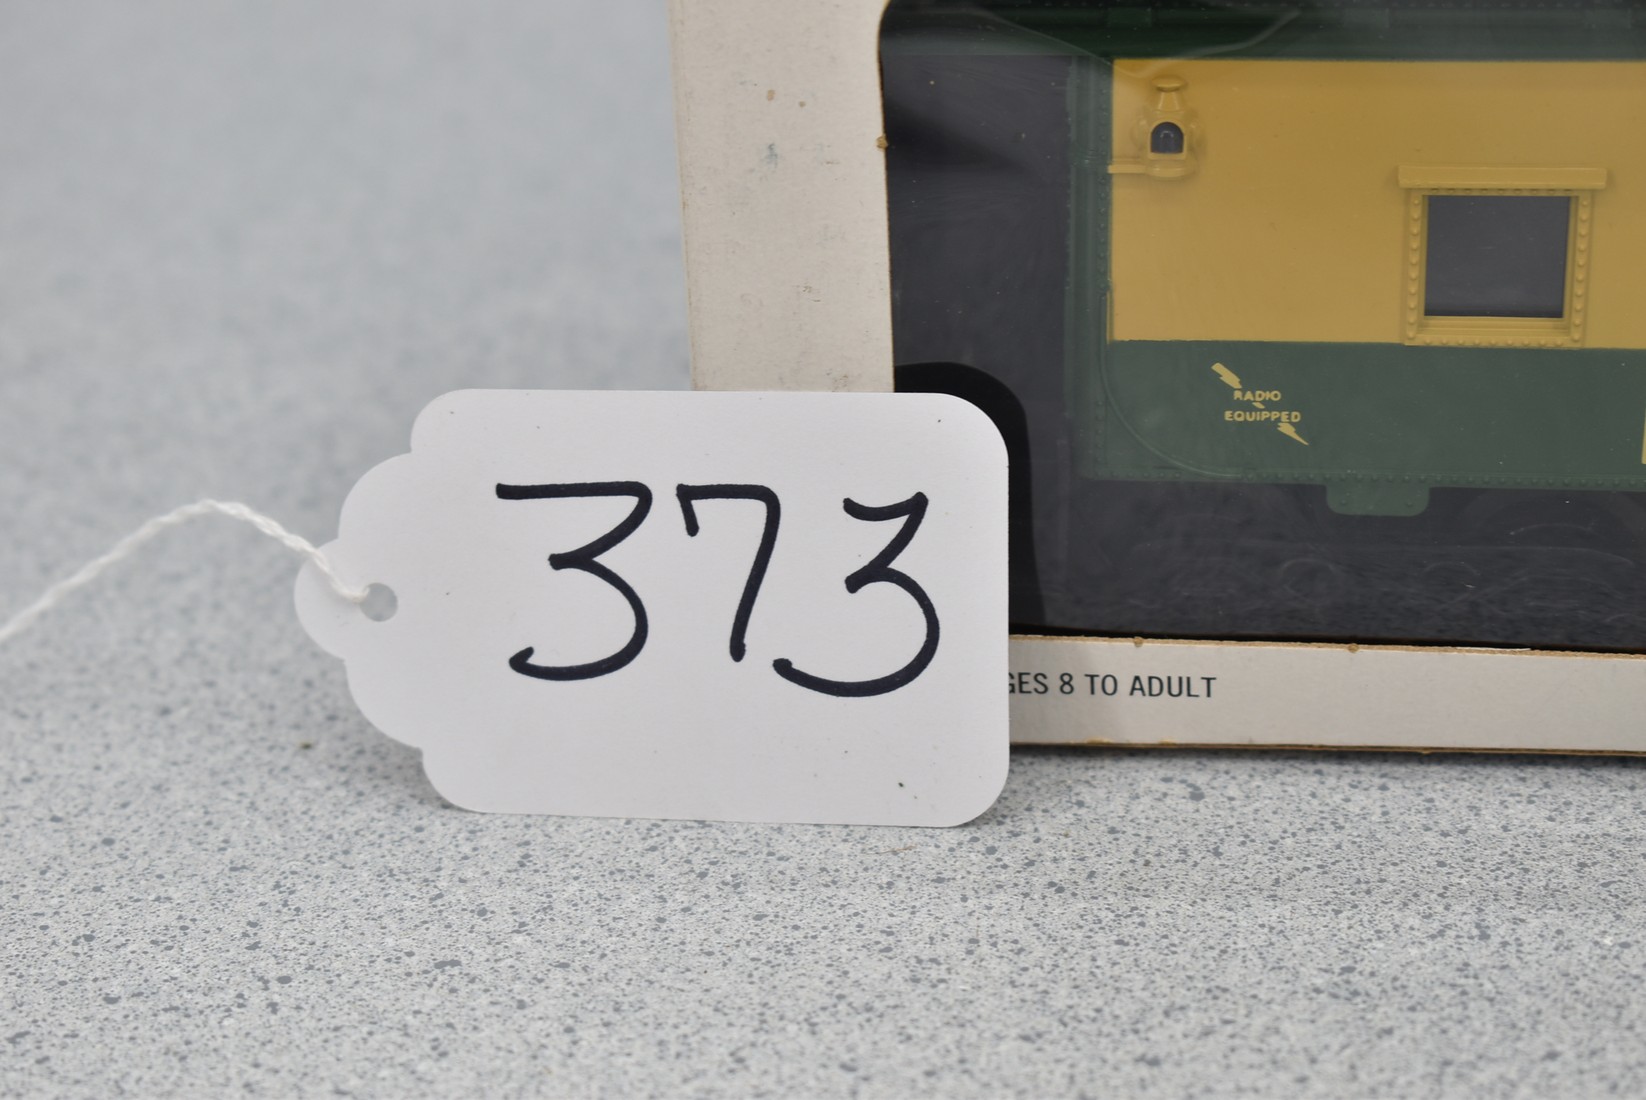 RADIO
EQUIPPED
373
GES 8 TO ADULT